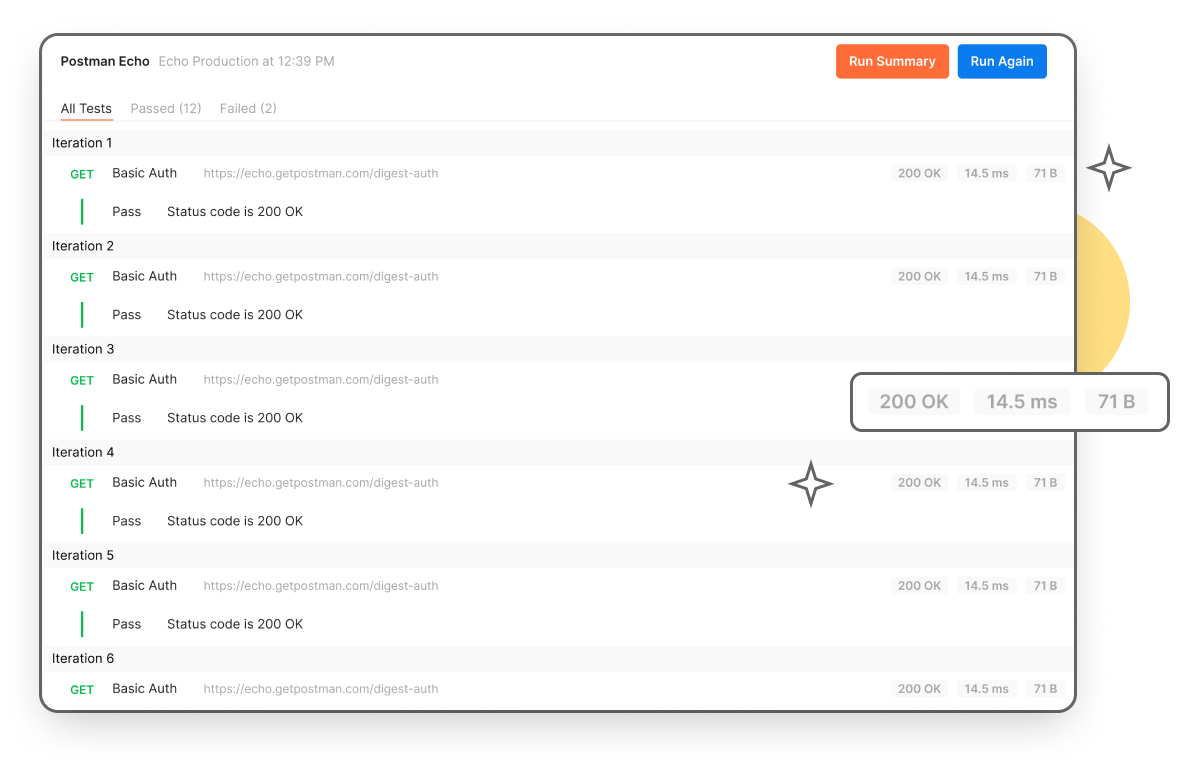 Postman Echo Echo Production at 12:39 PM Run Summary Run Again
All Tests Passed (12) Failed (2)
Iteration 1
GET Basic Auth https://echo.getpostman.com/digest-auth 200 OK 14.5 ms 71 B
Pass Status code is 200 OK
Iteration 2
GET Basic Auth https://echo.getpostman.com/digest-auth 200 OK 14.5 ms 71 B
Pass Status code is 200 OK
Iteration 3
GET Basic Auth https://echo.getpostman.com/digest-auth
200 OK 14.5 ms 71 B
Pass Status code is 200 OK
Iteration 4
GET Basic Auth https://echo.getpostman.com/digest-auth 200 OK 14.5 ms 71 B
Pass Status code is 200 OK
Iteration 5
GET Basic Auth https://echo.getpostman.com/digest-auth 200 OK 14.5 ms 71 B
Pass Status code is 200 OK
Iteration 6
GET Basic Auth https://echo.getpostman.com/digest-auth 200 OK 14.5 ms 71 B